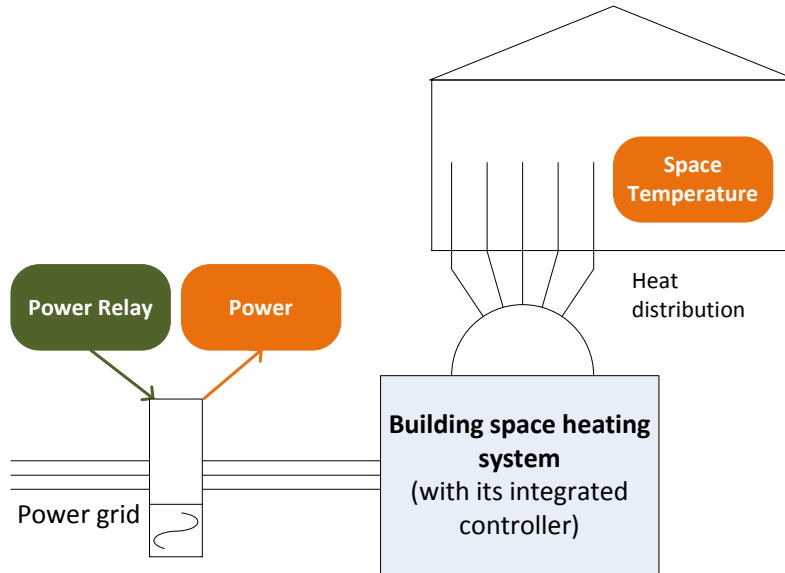 Space
Temperature
Power Relay
Power
Heat
distribution
Building space heating
system
(with its integrated
controller)
Power grid